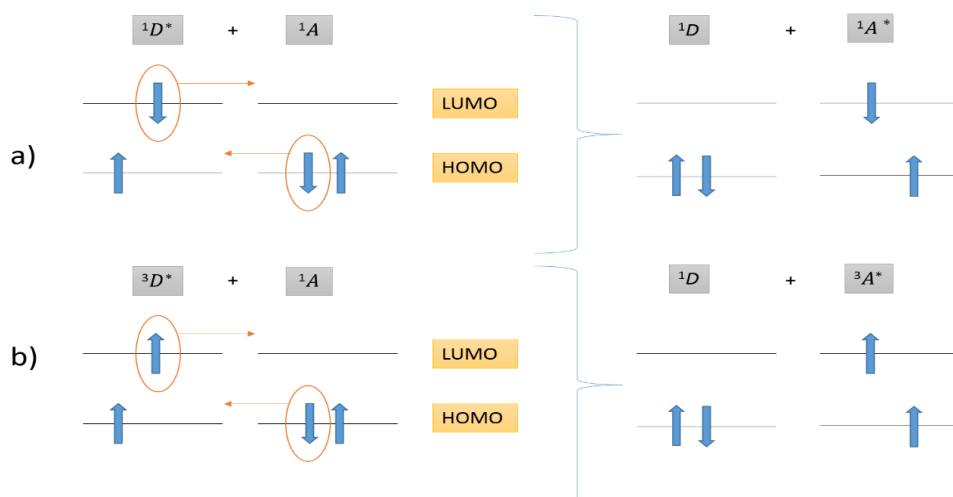 ¹D* + ¹A ¹D + ¹A*
LUMO
a)
HOMO
³D* + ¹A ¹D + ³A*
LUMO
b)
HOMO